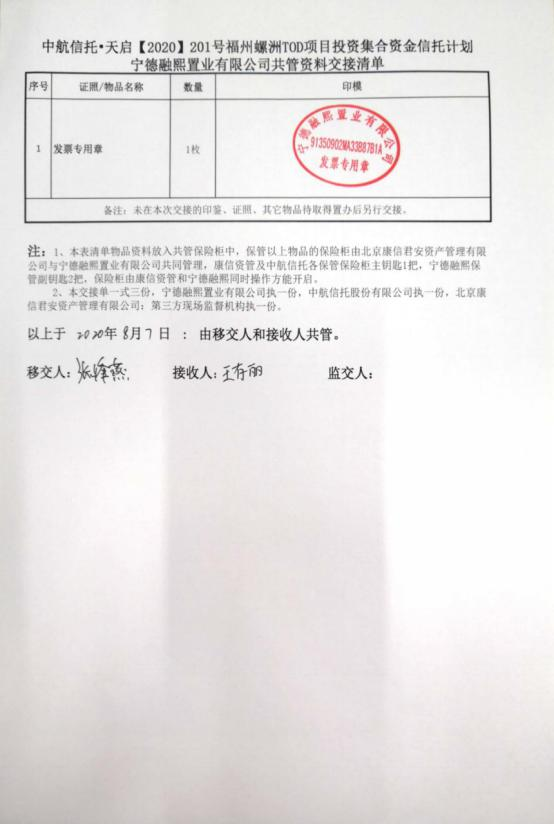 中航信托•天启【2020】201号福州螺洲TOD项目投资集合资金信托计划
宁德融熙置业有限公司共管资料交接清单
序号 证照/物品名称 数量 印模
1 发票专用章 1枚
宁德融熙置业有限公司
91350902MA33B87B1A
发票专用章
备注：未在本次交接的印鉴、证照、其它物品待取得置办后另行交接。
注：1、本表清单物品资料放入共管保险柜中，保管以上物品的保险柜由北京康信君安资产管理有限
公司与宁德融熙置业有限公司共同管理，康信资管及中航信托各保管保险柜主钥匙1把，宁德融熙保
管副钥匙2把，保险柜由康信资管和宁德融熙同时操作方能开启。
2、本交接单一式三份，宁德融熙置业有限公司执一份，中航信托股份有限公司执一份，北京康
信君安资产管理有限公司：第三方现场监督机构执一份。
以上于 2020年8月7日 ：由移交人和接收人共管。
移交人： 接收人：王存丽 监交人：